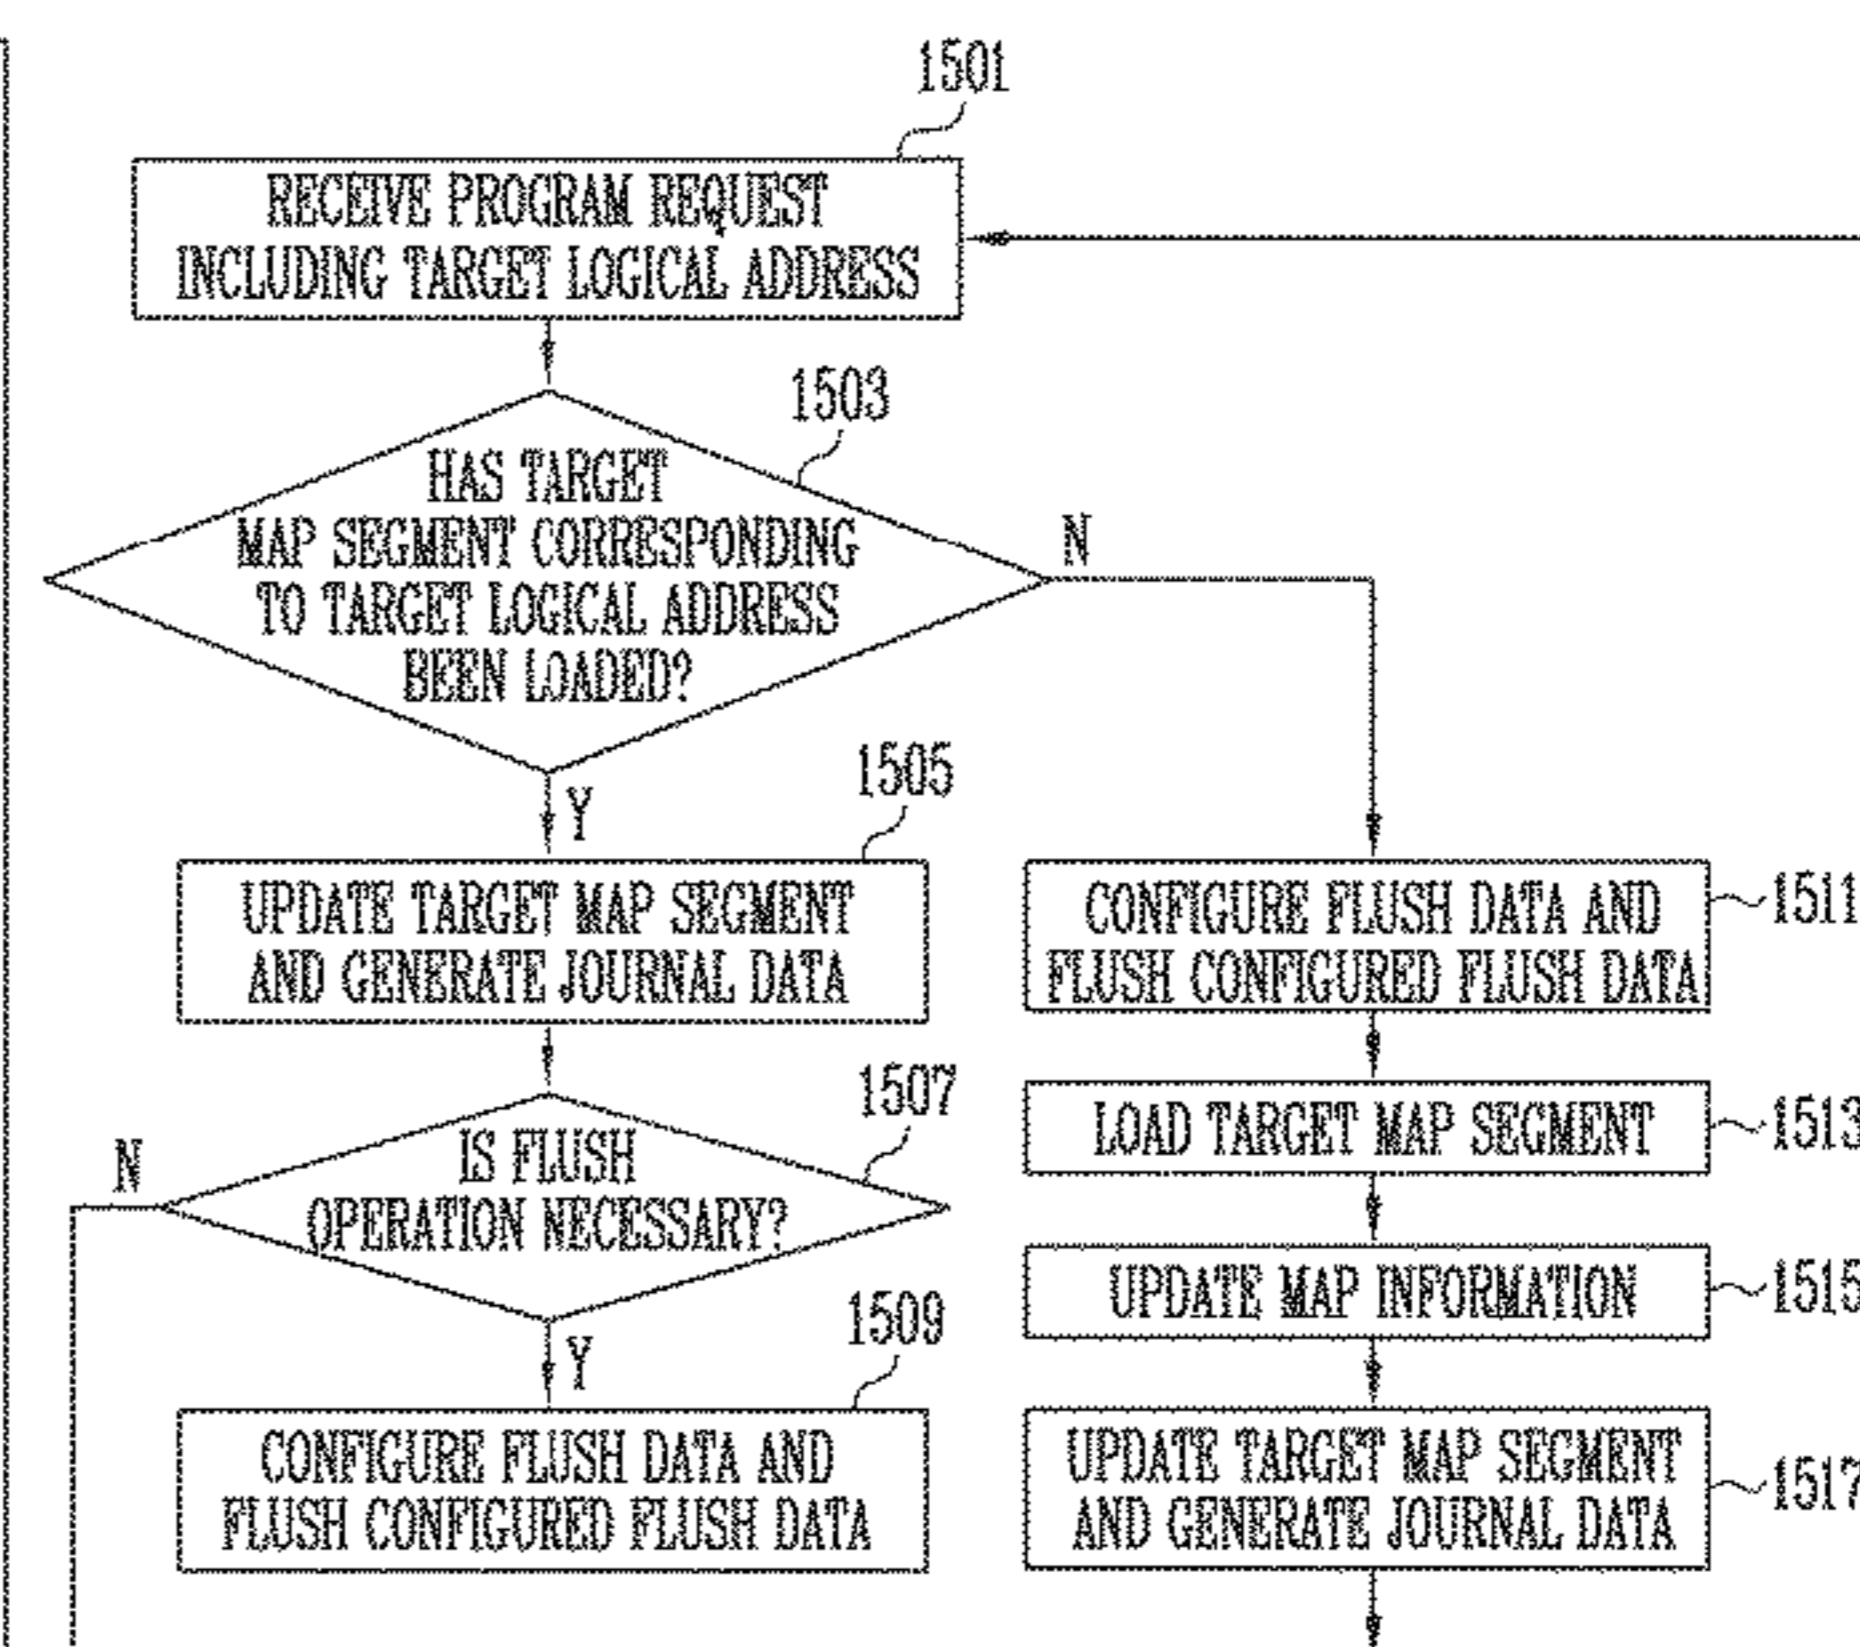 1501
RECEIVE PROGRAM REQUEST
INCLUDING TARGET LOGICAL ADDRESS
1503
HAS TARGET
MAP SEGMENT CORRESPONDING
TO TARGET LOGICAL ADDRESS
BEEN LOADED?
N
Y
1505
UPDATE TARGET MAP SEGMENT
AND GENERATE JOURNAL DATA
1507
IS FLUSH
OPERATION NECESSARY?
N
Y
1509
CONFIGURE FLUSH DATA AND
FLUSH CONFIGURED FLUSH DATA
CONFIGURE FLUSH DATA AND
FLUSH CONFIGURED FLUSH DATA
1511
LOAD TARGET MAP SEGMENT
1513
UPDATE MAP INFORMATION
1515
UPDATE TARGET MAP SEGMENT
AND GENERATE JOURNAL DATA
1517